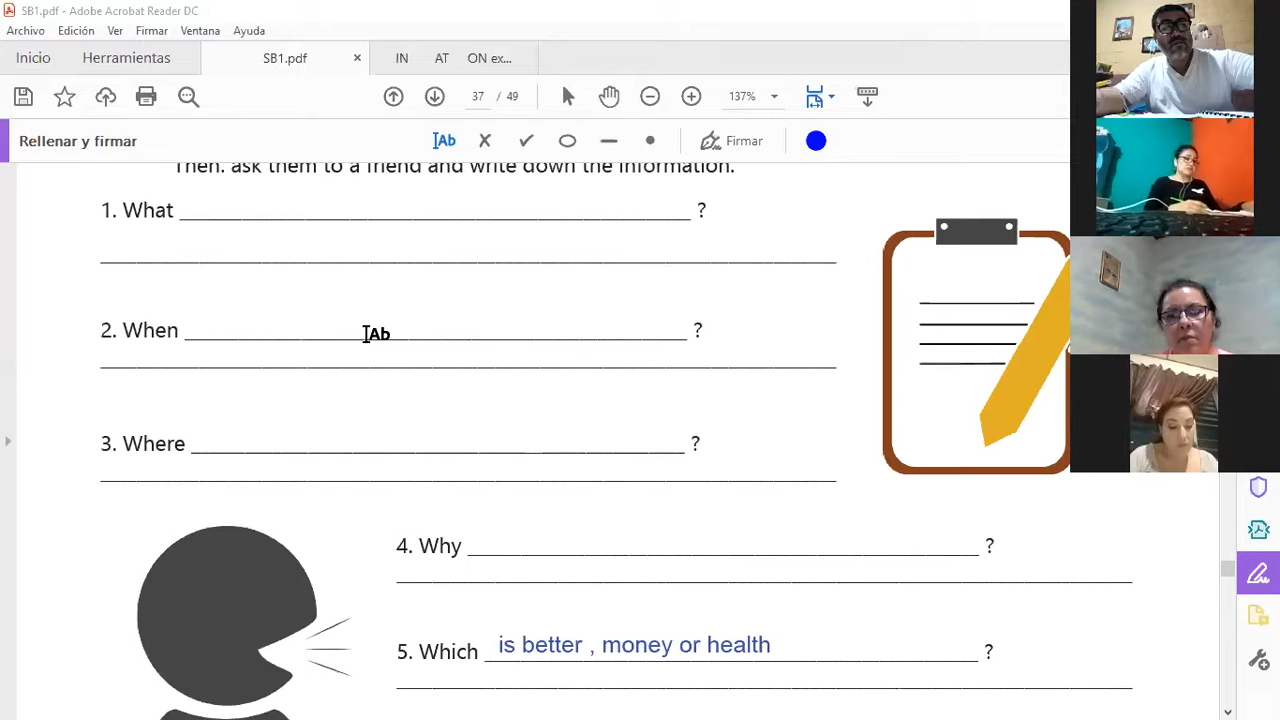 SB1.pdf - Adobe Acrobat Reader DC
Archivo Edición Ver Firmar Ventana Ayuda
Inicio Herramientas SB1.pdf × IN AT ON ex...
37 / 49 137%
Rellenar y firmar Ab Firmar
Then. ask them to a friend and write down the information.
1. What ?
2. When Ab ?
3. Where ?
4. Why ?
5. Which is better , money or health ?